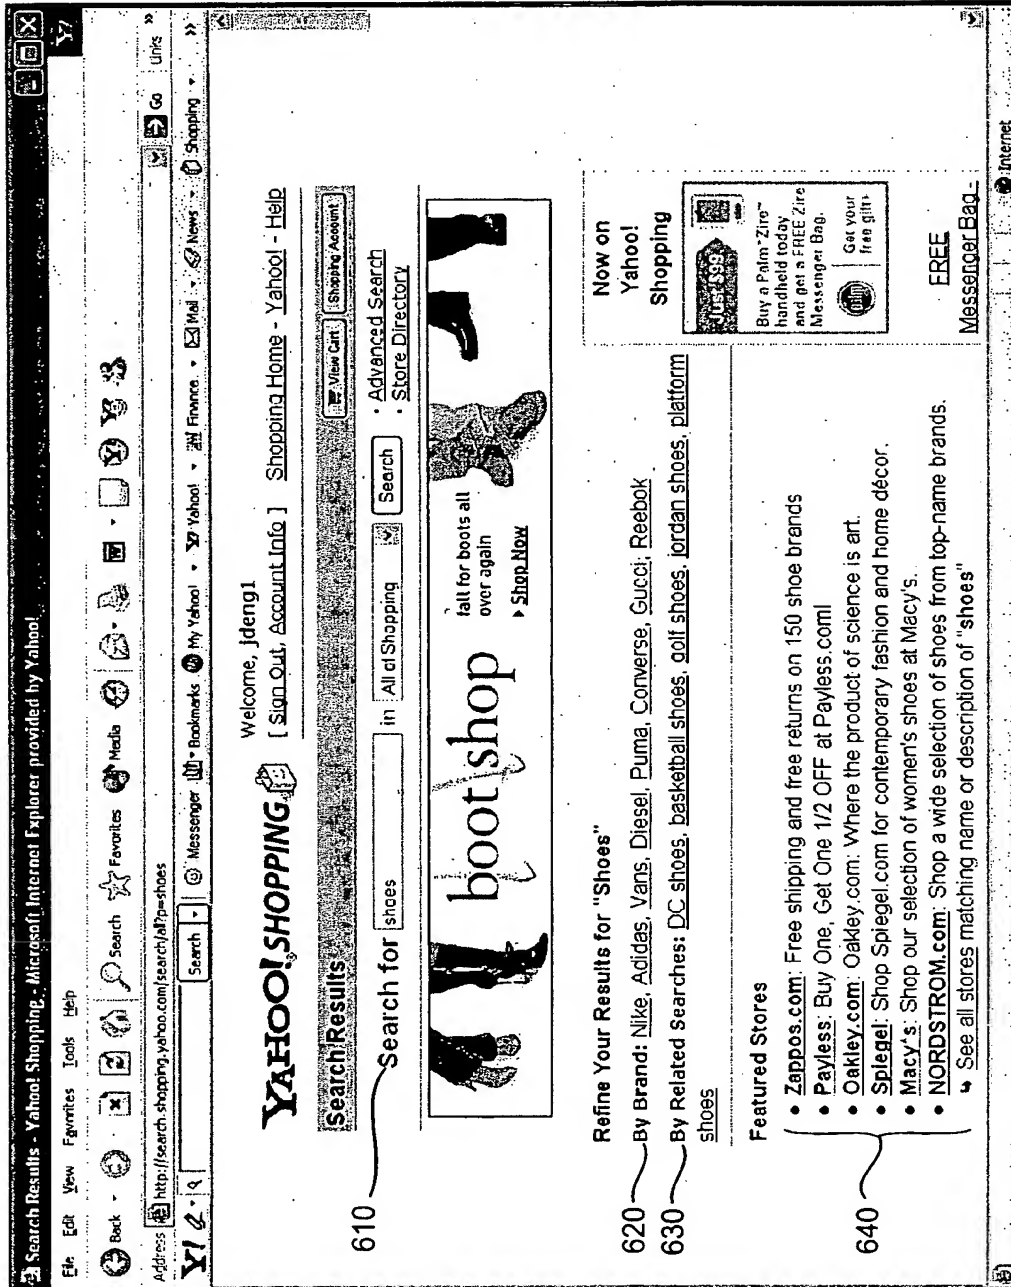 Search Results - Yahoo! Shopping - Microsoft Internet Explorer provided by Yahoo!
File Edit View Favorites Tools Help
Back Search Favorites Media
Address http://search.shopping.yahoo.com/search/all?p=shoes Go Links »
Y! Search Messenger Bookmarks My Yahoo! Yahoo! Finance Mail News Shopping »
YAHOO! SHOPPING
Welcome, jdeng1
[ Sign Out, Account Info ] Shopping Home - Yahoo! - Help
Search Results View Cart Shopping Account
610 Search for shoes in All of Shopping Search
· Advanced Search
· Store Directory
boot shop
fall for boots all
over again
Shop Now
Refine Your Results for "Shoes"
620 By Brand: Nike, Adidas, Vans, Diesel, Puma, Converse, Gucci, Reebok
630 By Related Searches: DC shoes, basketball shoes, golf shoes, jordan shoes, platform
shoes
Now on
Yahoo!
Shopping
Just $99
Buy a Palm™ Zire™
handheld today
and get a FREE Zire
Messenger Bag.
palm
Get your
free gift
FREE
Messenger Bag -
Featured Stores
640
• Zappos.com: Free shipping and free returns on 150 shoe brands
• Payless: Buy One, Get One 1/2 OFF at Payless.com!
• Oakley.com: Oakley.com: Where the product of science is art.
• Spiegel: Shop Spiegel.com for contemporary fashion and home décor.
• Macy's: Shop our selection of women's shoes at Macy's.
• NORDSTROM.com: Shop a wide selection of shoes from top-name brands.
See all stores matching name or description of "shoes"
Internet